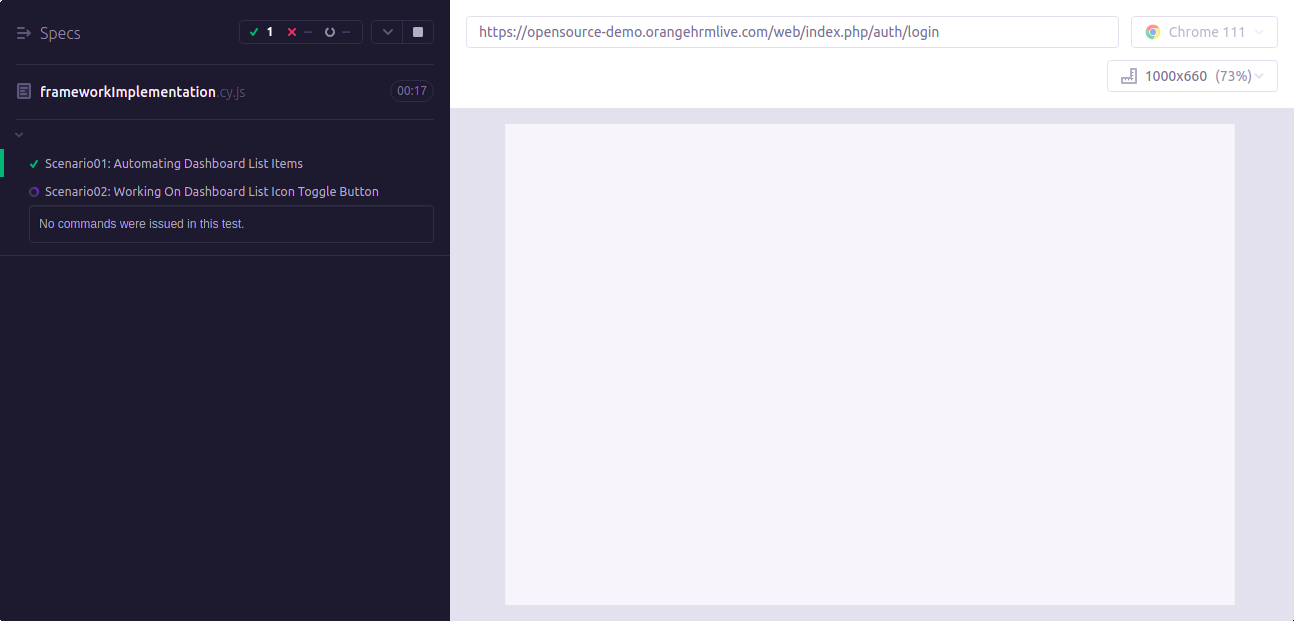 Specs
1 -- --
frameworkImplementation.cy.js 00:17
Scenario01: Automating Dashboard List Items
Scenario02: Working On Dashboard List Icon Toggle Button
No commands were issued in this test.
https://opensource-demo.orangehrmlive.com/web/index.php/auth/login
Chrome 111
1000x660 (73%)